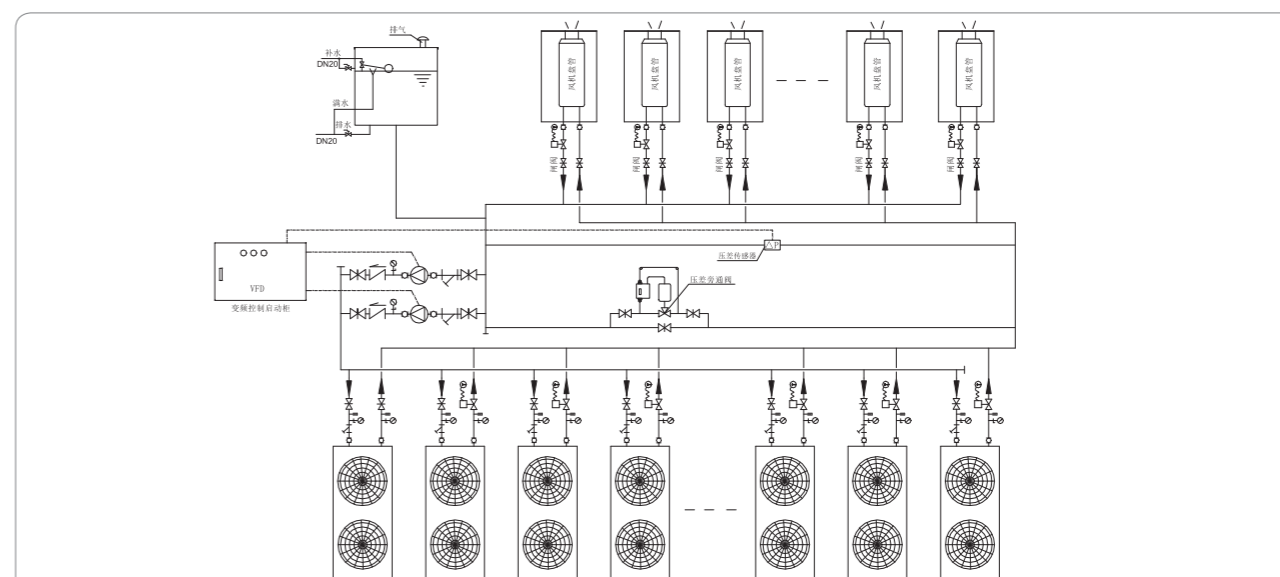 排气
补水
DN20
满水
排水
DN20
风机盘管
风机盘管
风机盘管
风机盘管
风机盘管
闸阀
闸阀
闸阀
闸阀
闸阀
△P
压差传感器
VFD
变频控制启动柜
压差旁通阀